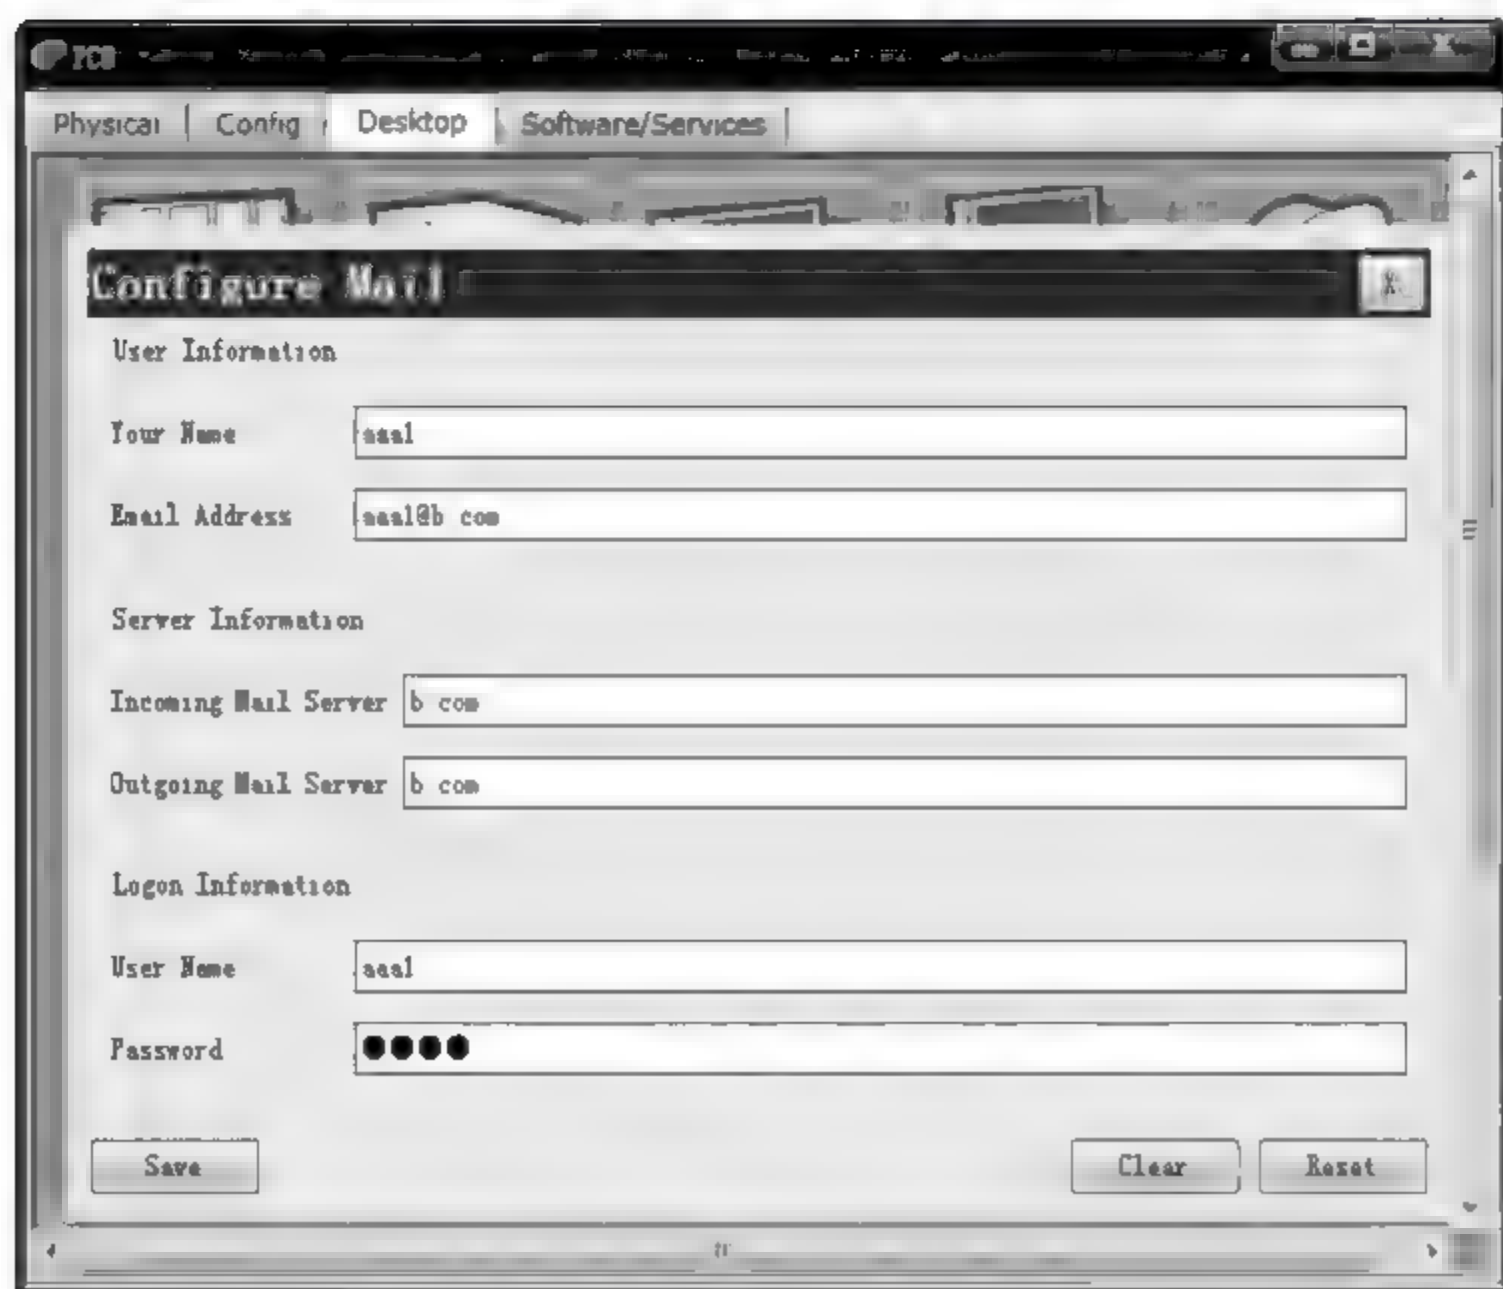 Physical Config Desktop Software/Services
Configure Mail
User Information
Your Name aaa1
Email Address aaa1@b com
Server Information
Incoming Mail Server b com
Outgoing Mail Server b com
Logon Information
User Name aaa1
Password ●●●●
Save Clear Reset